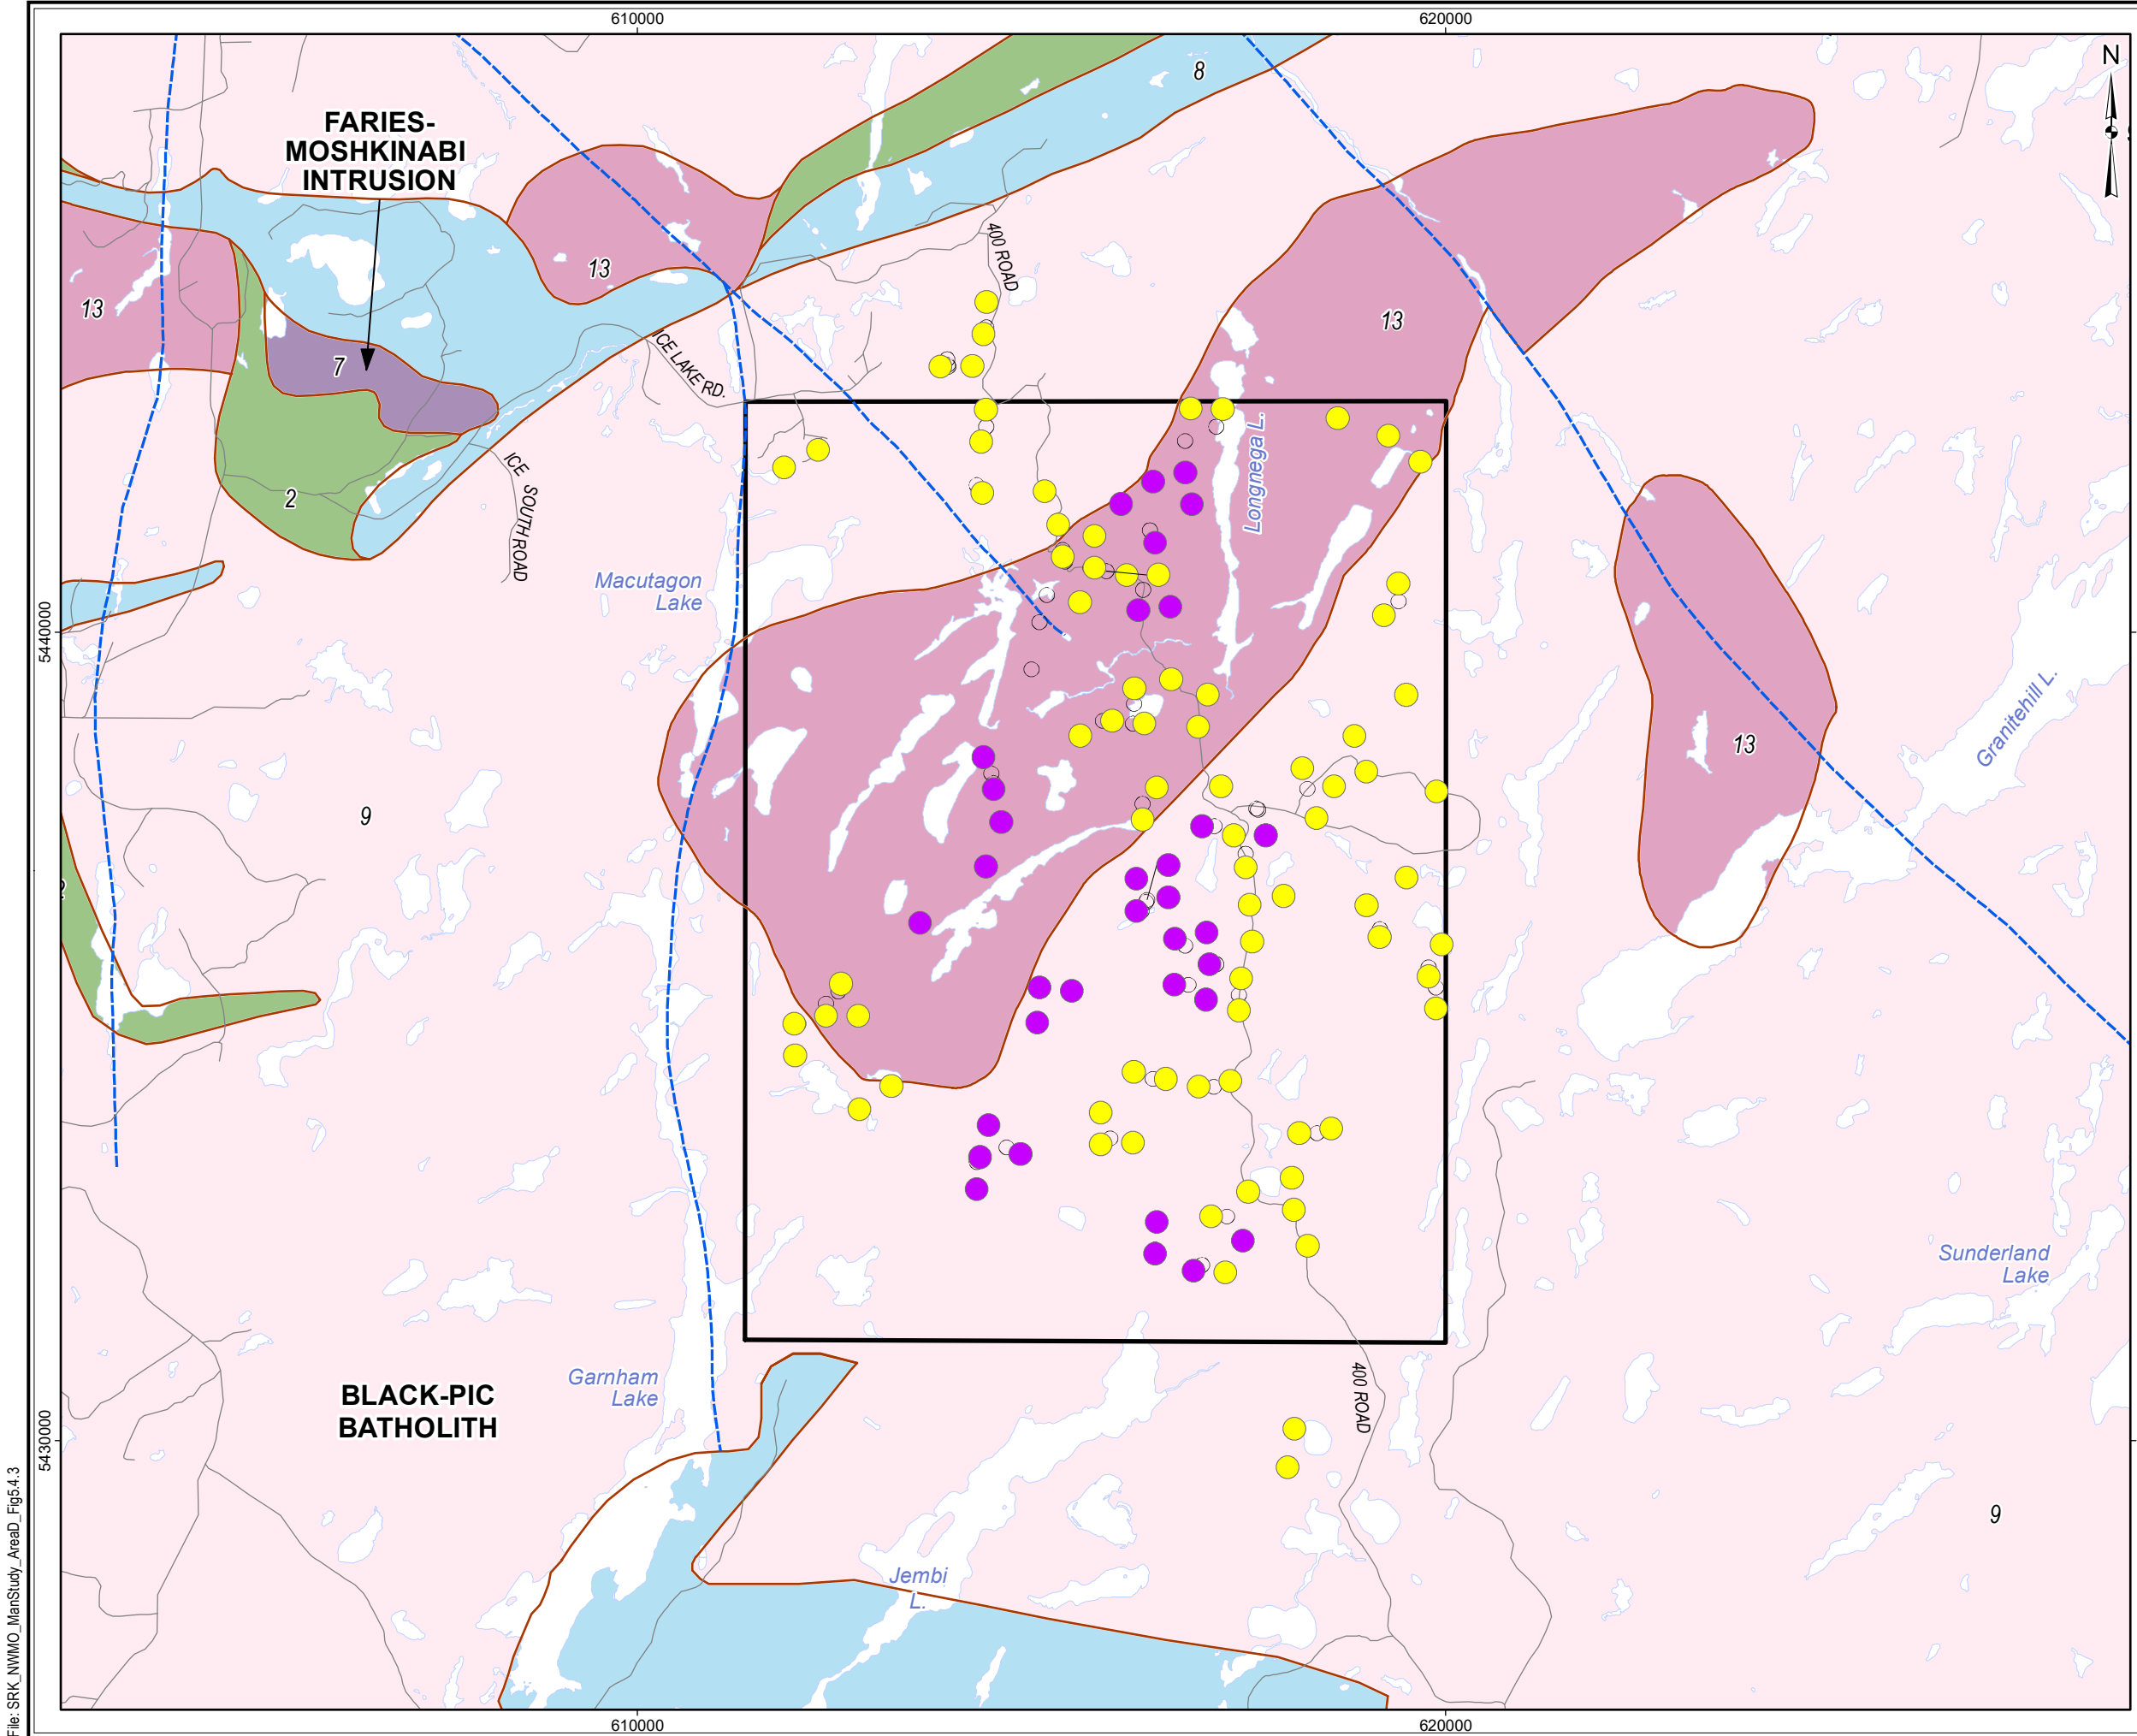 610000
620000
N
8
FARIES-
MOSHKINABI
INTRUSION
400 ROAD
13
13
13
7
ICE LAKE RD.
Longnega L.
ICE - SOUTH ROAD
2
Macutagon
Lake
5440000
Granitehill L.
13
9
Sunderland
Lake
Garnham
Lake
400 ROAD
BLACK-PIC
BATHOLITH
5430000
9
Jembi
L.
File: SRK_NWMO_ManStudy_AreaD_Fig5.4.3
610000
620000